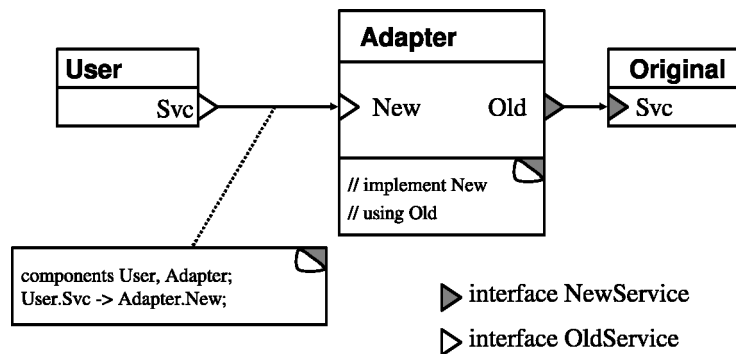 Adapter
User
Original
Svc
New
Old
Svc
// implement New
// using Old
components User, Adapter;
User.Svc -> Adapter.New;
interface NewService
interface OldService